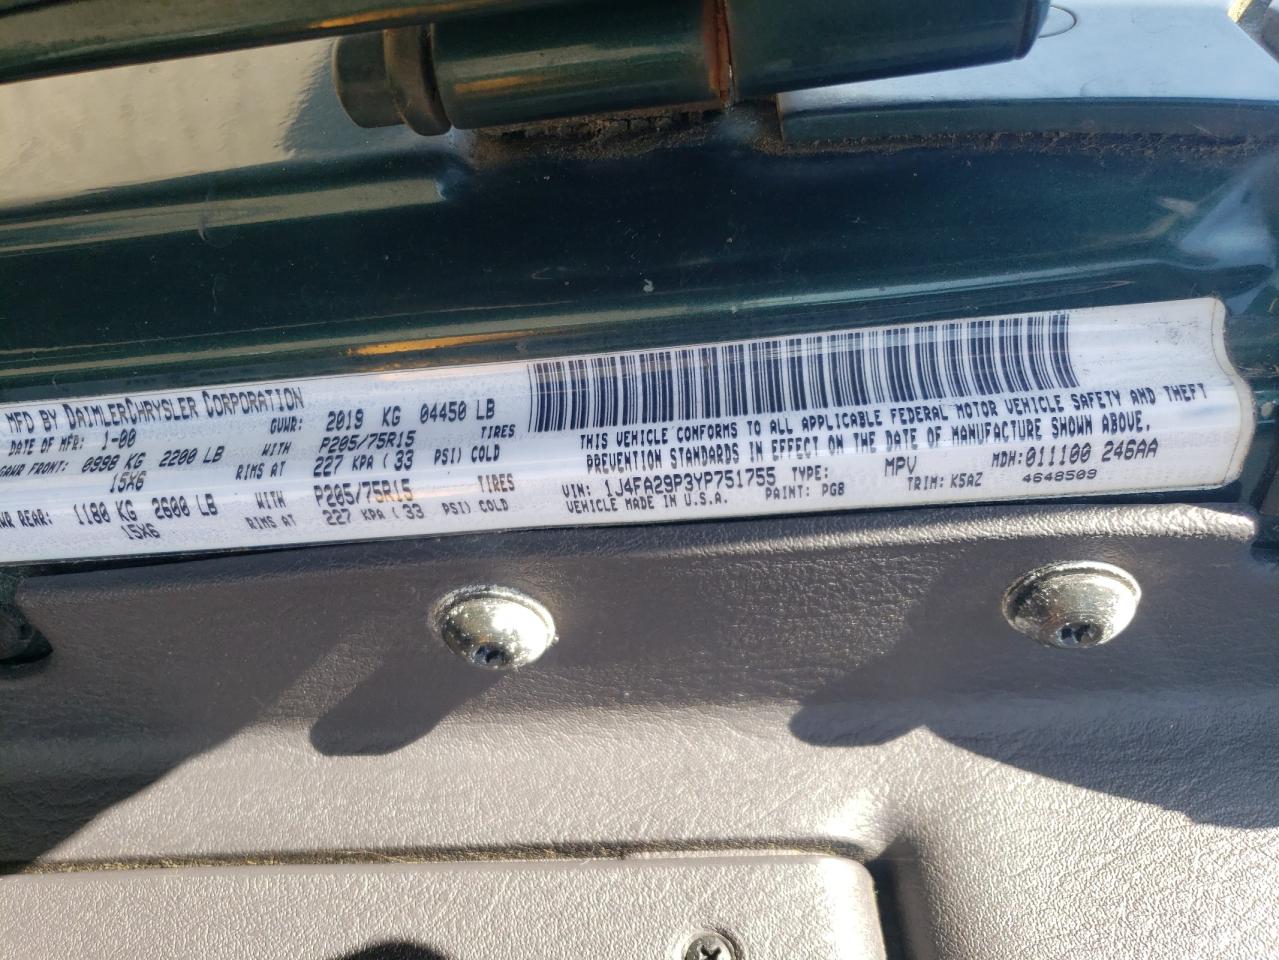 MFD BY DAIMLERCHRYSLER CORPORATION
DATE OF MFR: 1-00 GVWR: 2019 KG 04450 LB
GAWR FRONT: 0998 KG 2200 LB WITH P205/75R15 TIRES
15X6 RIMS AT 227 KPA ( 33 PSI) COLD
WR REAR: 1180 KG 2600 LB WITH P205/75R15 TIRES
15X6 RIMS AT 227 KPA ( 33 PSI) COLD
THIS VEHICLE CONFORMS TO ALL APPLICABLE FEDERAL MOTOR VEHICLE SAFETY AND THEFT
PREVENTION STANDARDS IN EFFECT ON THE DATE OF MANUFACTURE SHOWN ABOVE.
VIN: 1J4FA29P3YP751755 TYPE: MPV MDH: 011100 246AA
VEHICLE MADE IN U.S.A. PAINT: PG8 TRIM: K5AZ 4648509